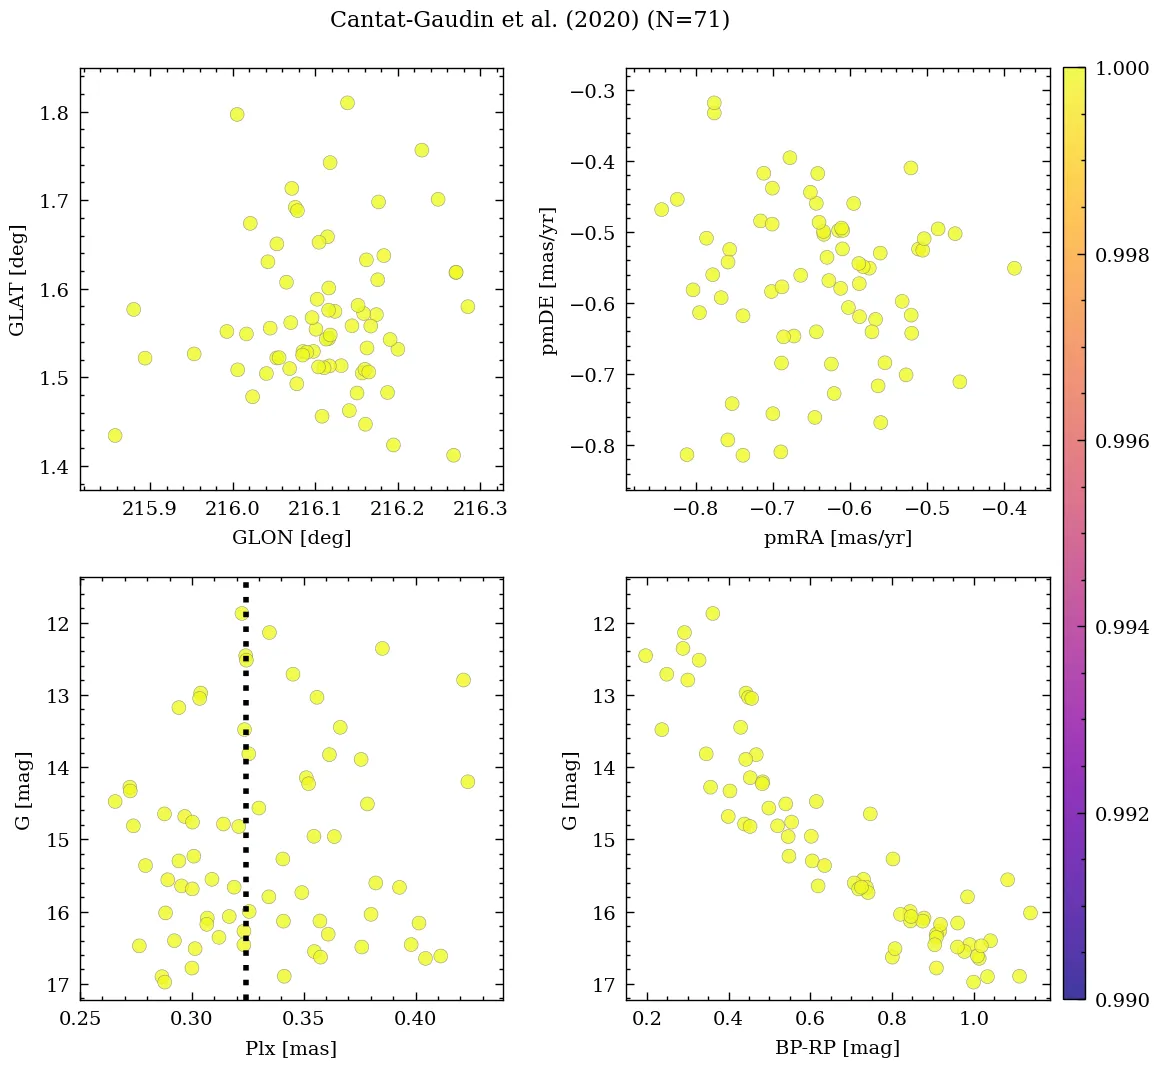 Cantat-Gaudin et al. (2020) (N=71)
1.8
1.7
1.6
1.5
1.4
GLAT [deg]
215.9 216.0 216.1 216.2 216.3
GLON [deg]
−0.3
−0.4
−0.5
−0.6
−0.7
−0.8
pmDE [mas/yr]
−0.8 −0.7 −0.6 −0.5 −0.4
pmRA [mas/yr]
1.000
0.998
0.996
0.994
0.992
0.990
12
13
14
15
16
17
G [mag]
0.25 0.30 0.35 0.40
Plx [mas]
12
13
14
15
16
17
G [mag]
0.2 0.4 0.6 0.8 1.0
BP-RP [mag]